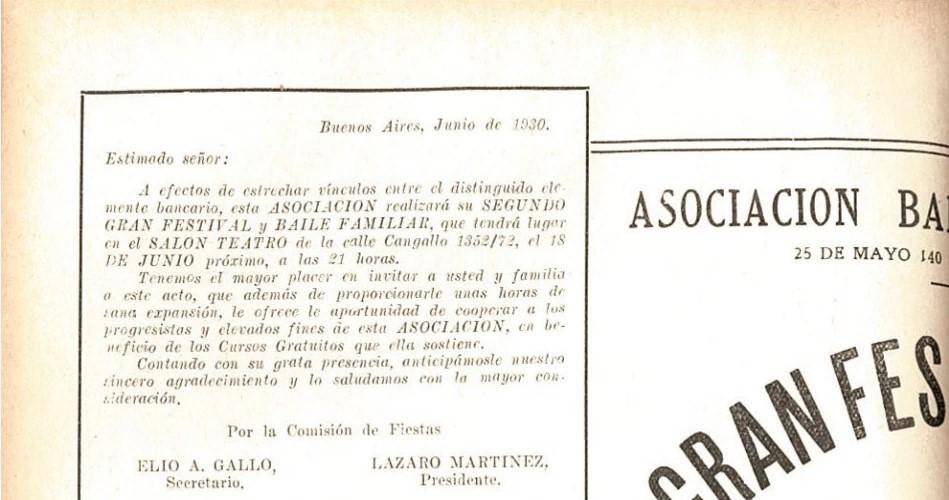 Buenos Aires, Junio de 1930.
Estimado señor:
A efectos de estrechar vínculos entre el distinguido ele-
mento bancario, esta ASOCIACION realizará su SEGUNDO
GRAN FESTIVAL y BAILE FAMILIAR, que tendrá lugar
en el SALON TEATRO de la calle Cangallo 1352/72, el 18
DE JUNIO próximo, a las 21 horas.
Tenemos el mayor placer en invitar a usted y familia
a este acto, que además de proporcionarle unas horas de
sana expansión, le ofrece le aportunidad de cooperar a los
progresistas y elevados fines de esta ASOCIACION, en be-
neficio de los Cursos Gratuitos que ella sostiene.
Contando con su grata presencia, anticipámosle nuestro
sincero agradecimiento y lo saludamos con la mayor con-
sideración.
Por la Comisión de Fiestas
ELIO A. GALLO, LAZARO MARTINEZ,
Secretario. Presidente.
ASOCIACION BA
25 DE MAYO 140
GRAN FES